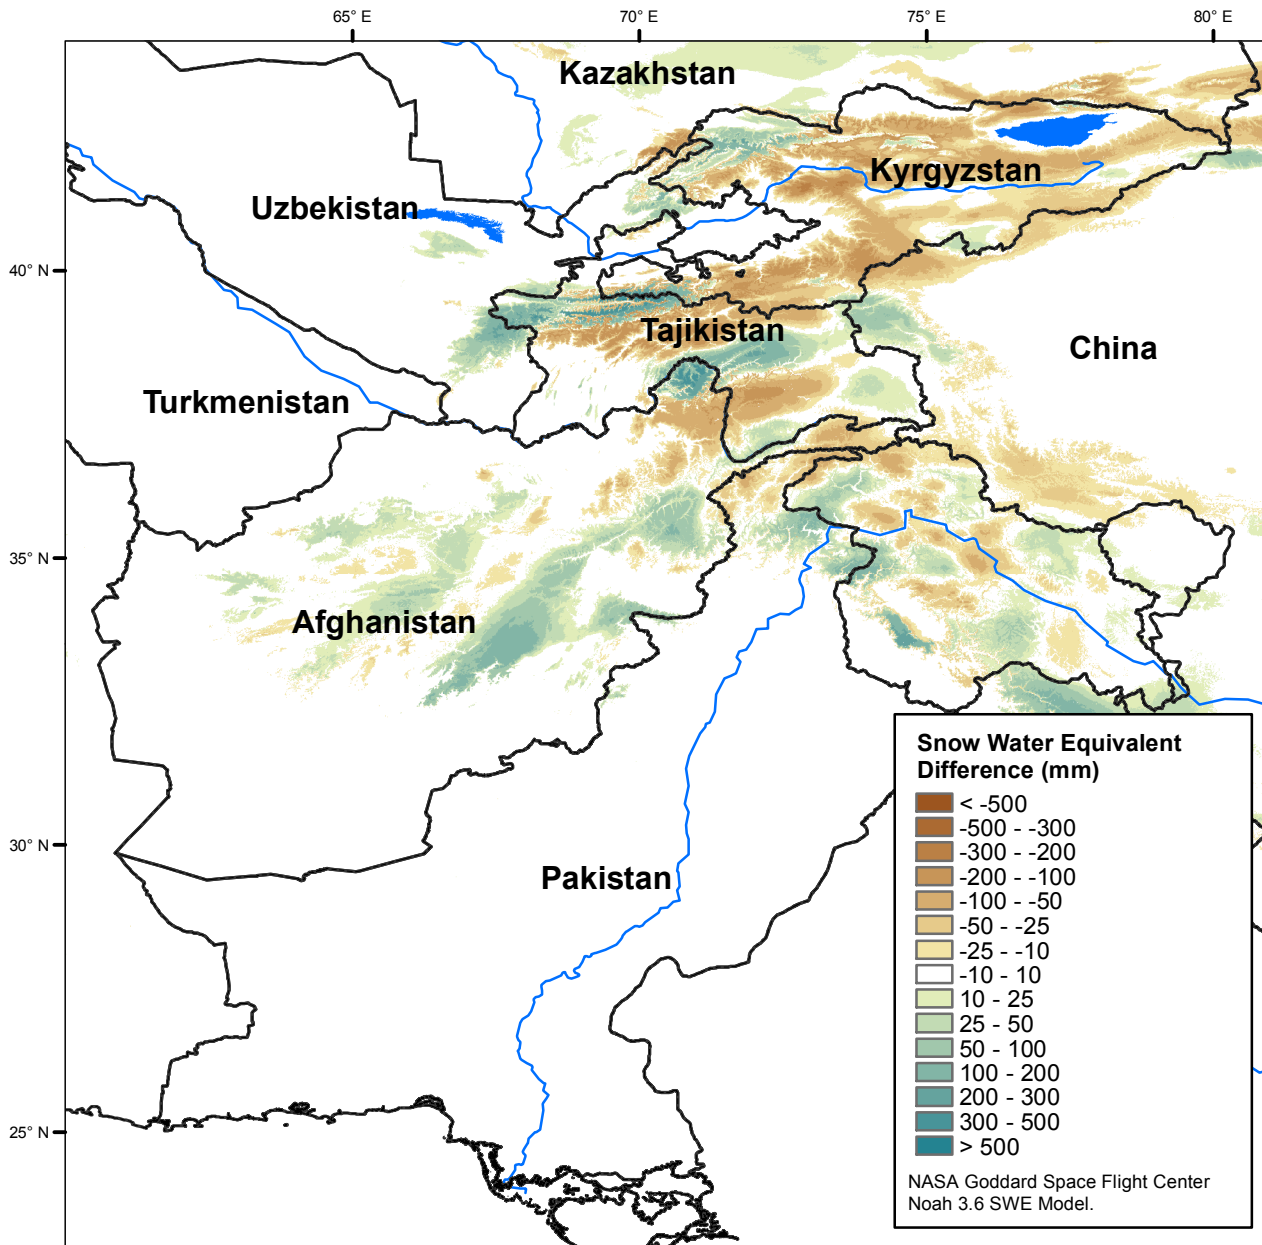 65° E
70° E
75° E
80° E
Kazakhstan
Kyrgyzstan
Uzbekistan
40° N
Tajikistan
China
Turkmenistan
35° N
Afghanistan
30° N
Pakistan
25° N
Snow Water Equivalent
Difference (mm)
< -500
-500 - -300
-300 - -200
-200 - -100
-100 - -50
-50 - -25
-25 - -10
-10 - 10
10 - 25
25 - 50
50 - 100
100 - 200
200 - 300
300 - 500
> 500
NASA Goddard Space Flight Center
Noah 3.6 SWE Model.